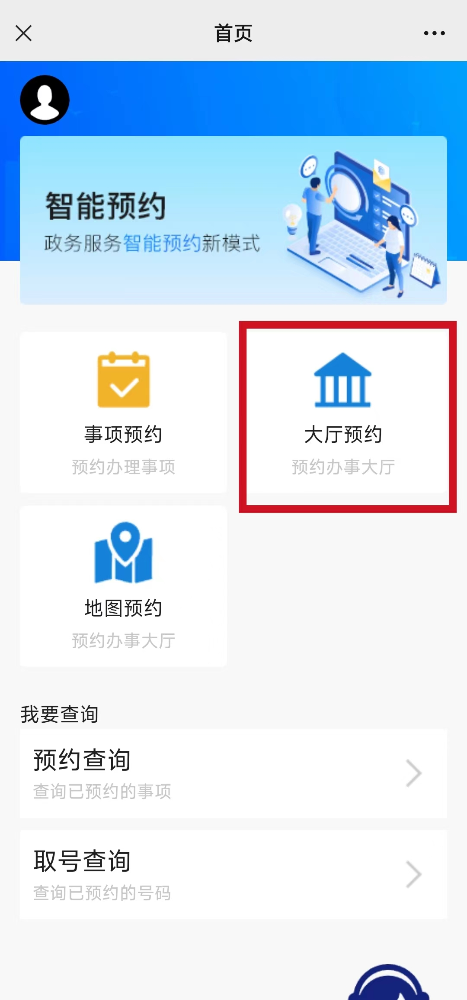 首页
智能预约
政务服务智能预约新模式
事项预约
预约办理事项
大厅预约
预约办事大厅
地图预约
预约办事大厅
我要查询
预约查询
查询已预约的事项
取号查询
查询已预约的号码